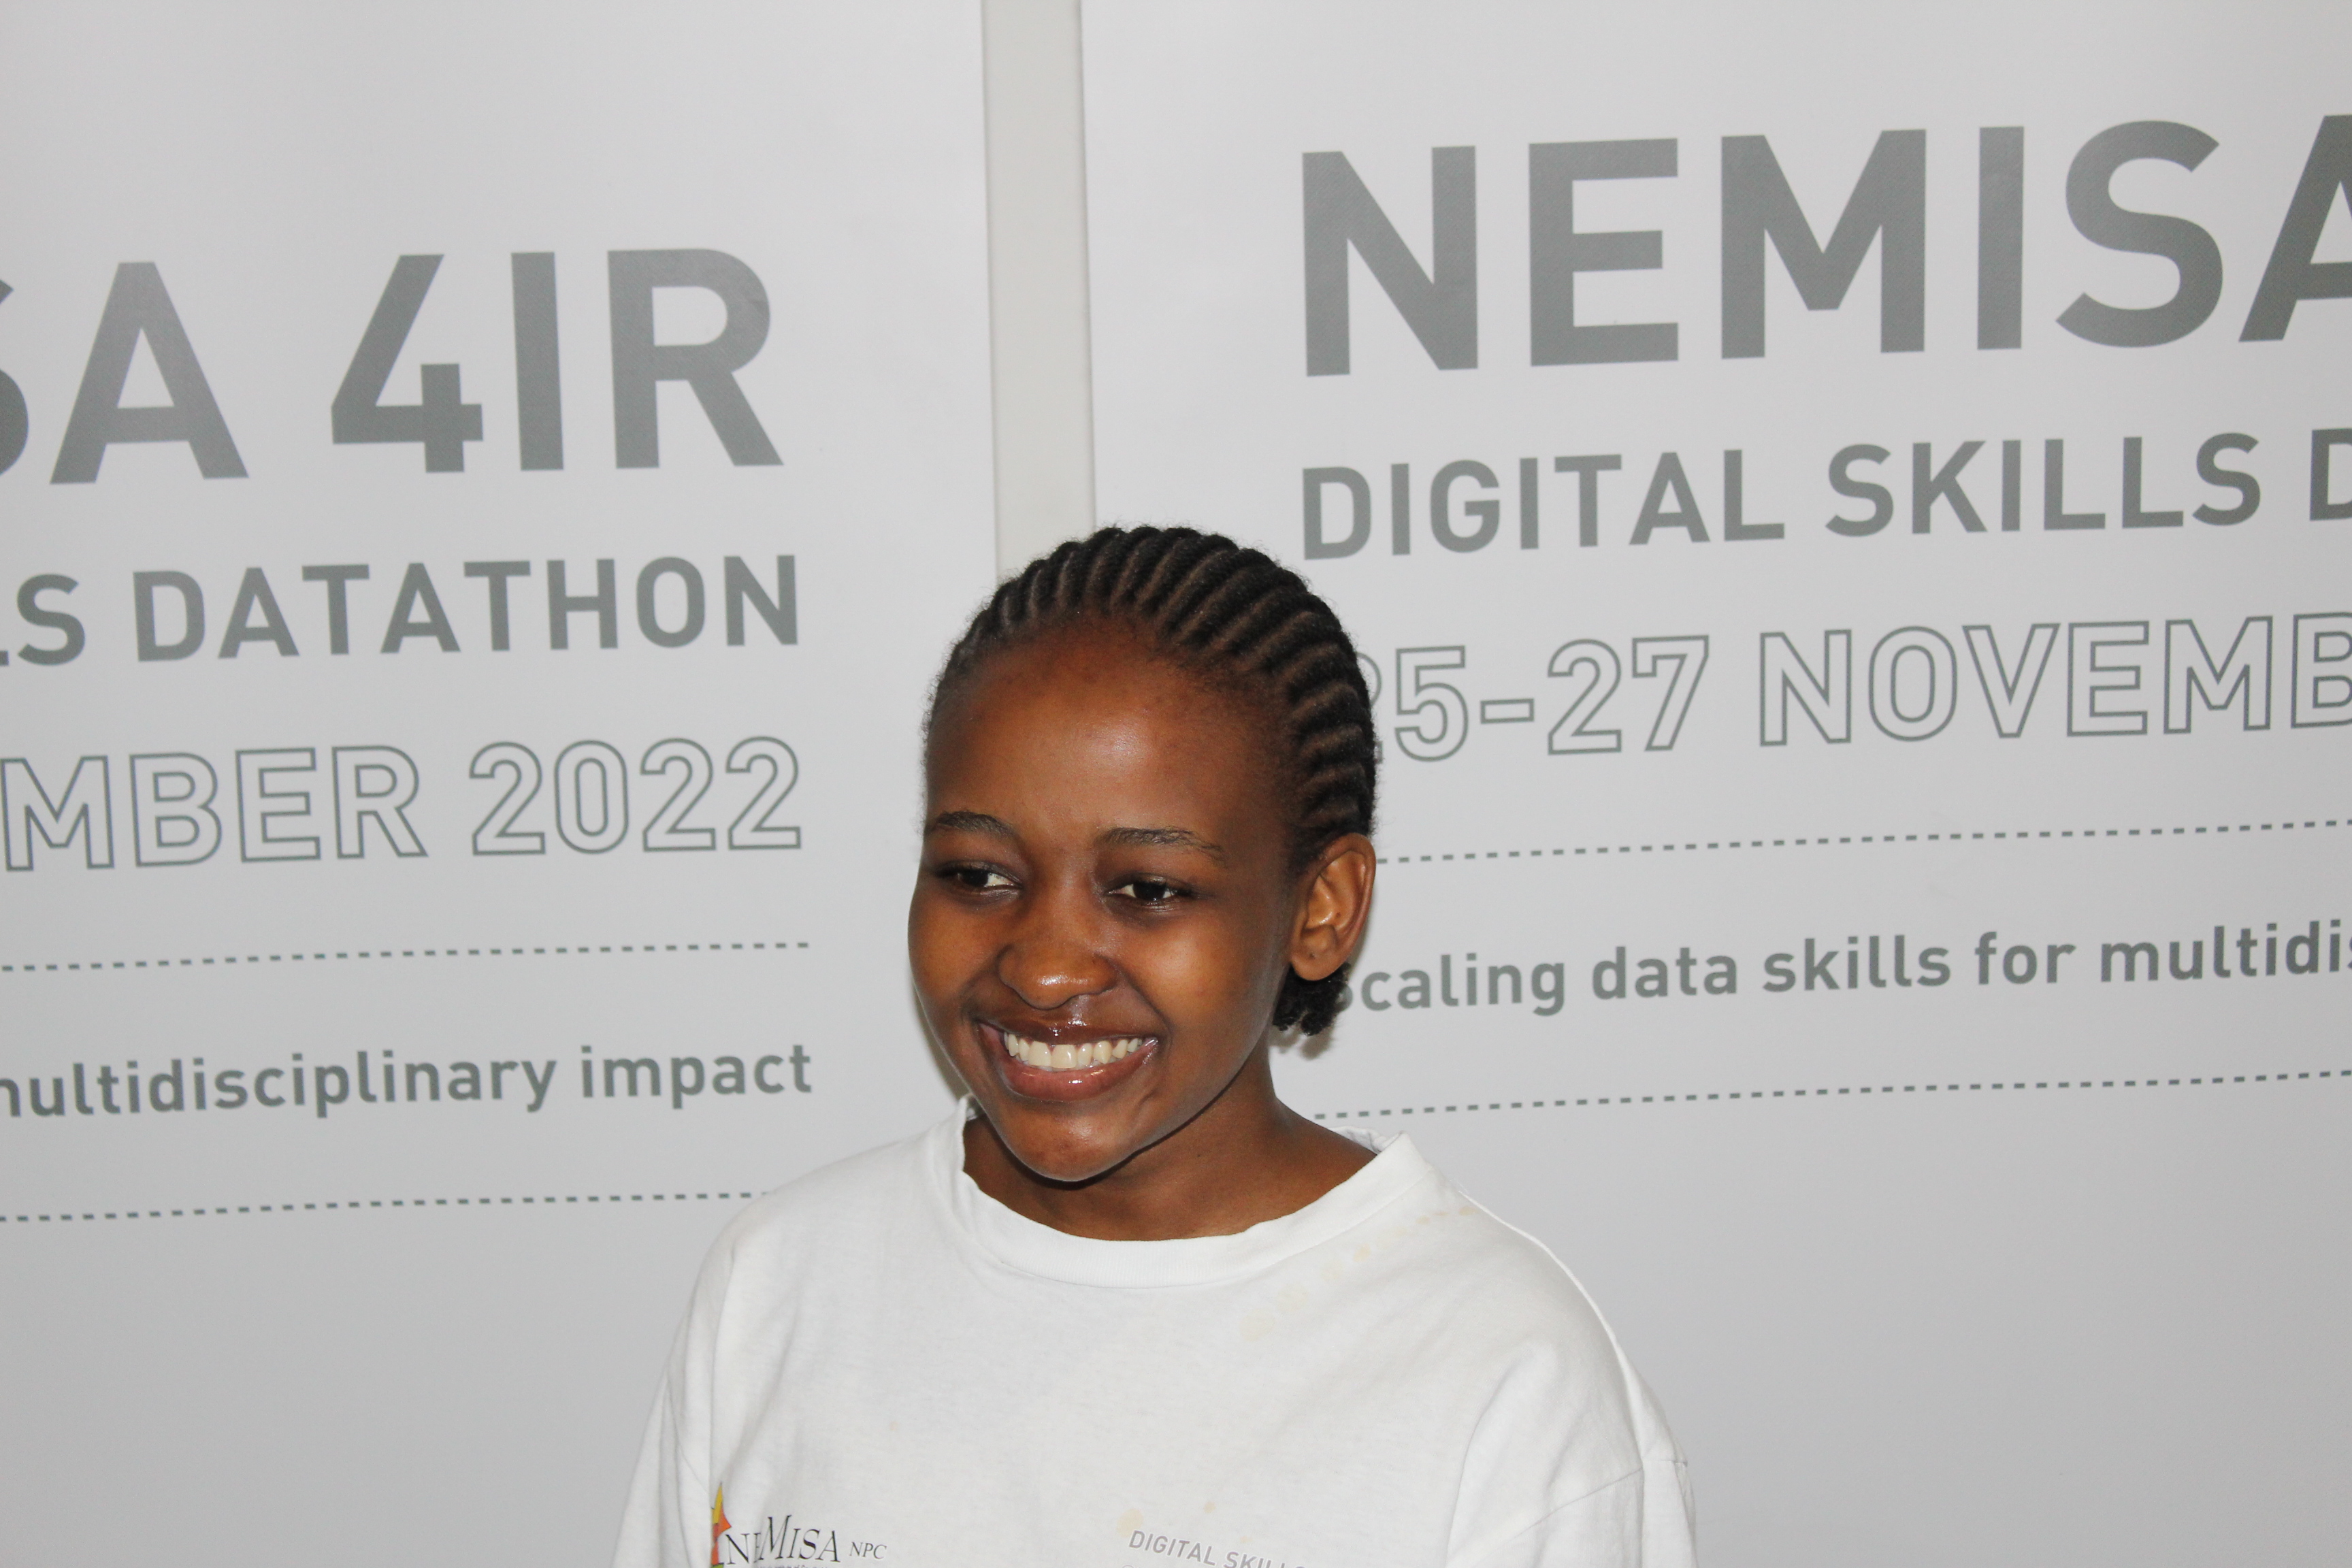 SA 4IR
LS DATATHON
MBER 2022
multidisciplinary impact
NEMISA
DIGITAL SKILLS D
25-27 NOVEMB
scaling data skills for multidis
NEMISA NPC
DIGITAL SKILLS